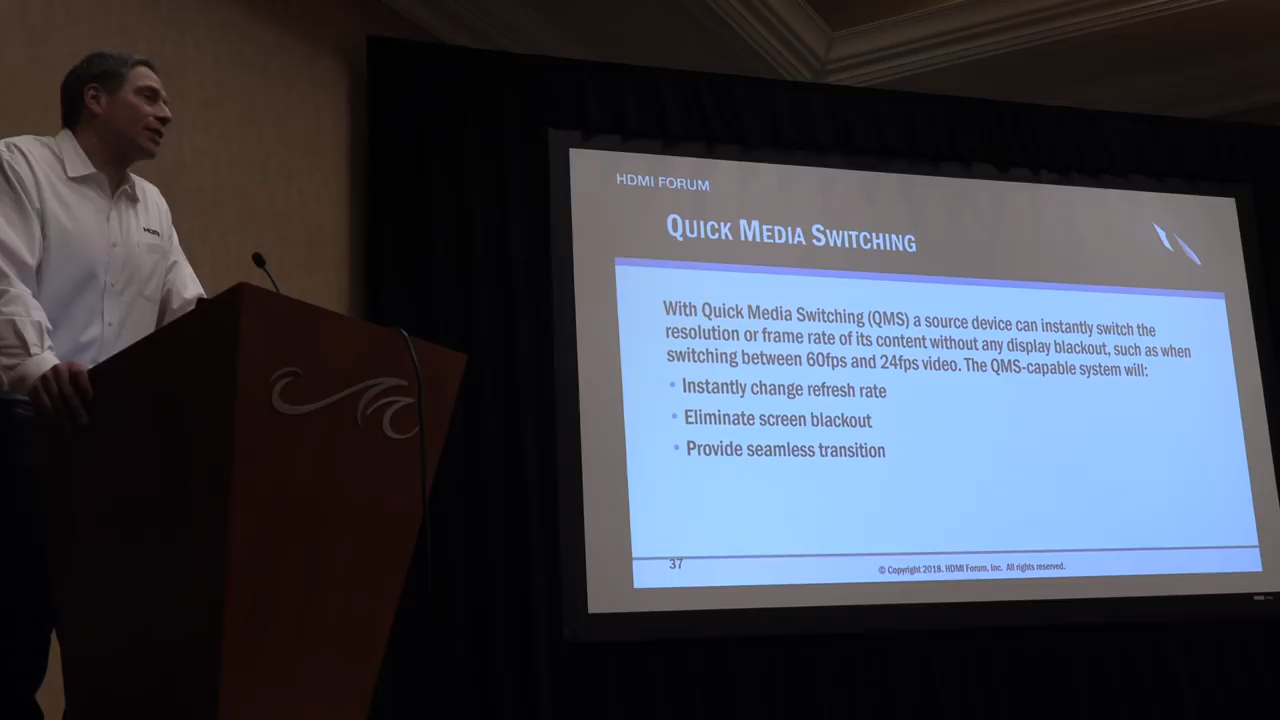 HDMI FORUM
QUICK MEDIA SWITCHING
With Quick Media Switching (QMS) a source device can instantly switch the
resolution or frame rate of its content without any display blackout, such as when
switching between 60fps and 24fps video. The QMS-capable system will:
• Instantly change refresh rate
• Eliminate screen blackout
• Provide seamless transition
37
© Copyright 2018. HDMI Forum, Inc. All rights reserved.
HDMI